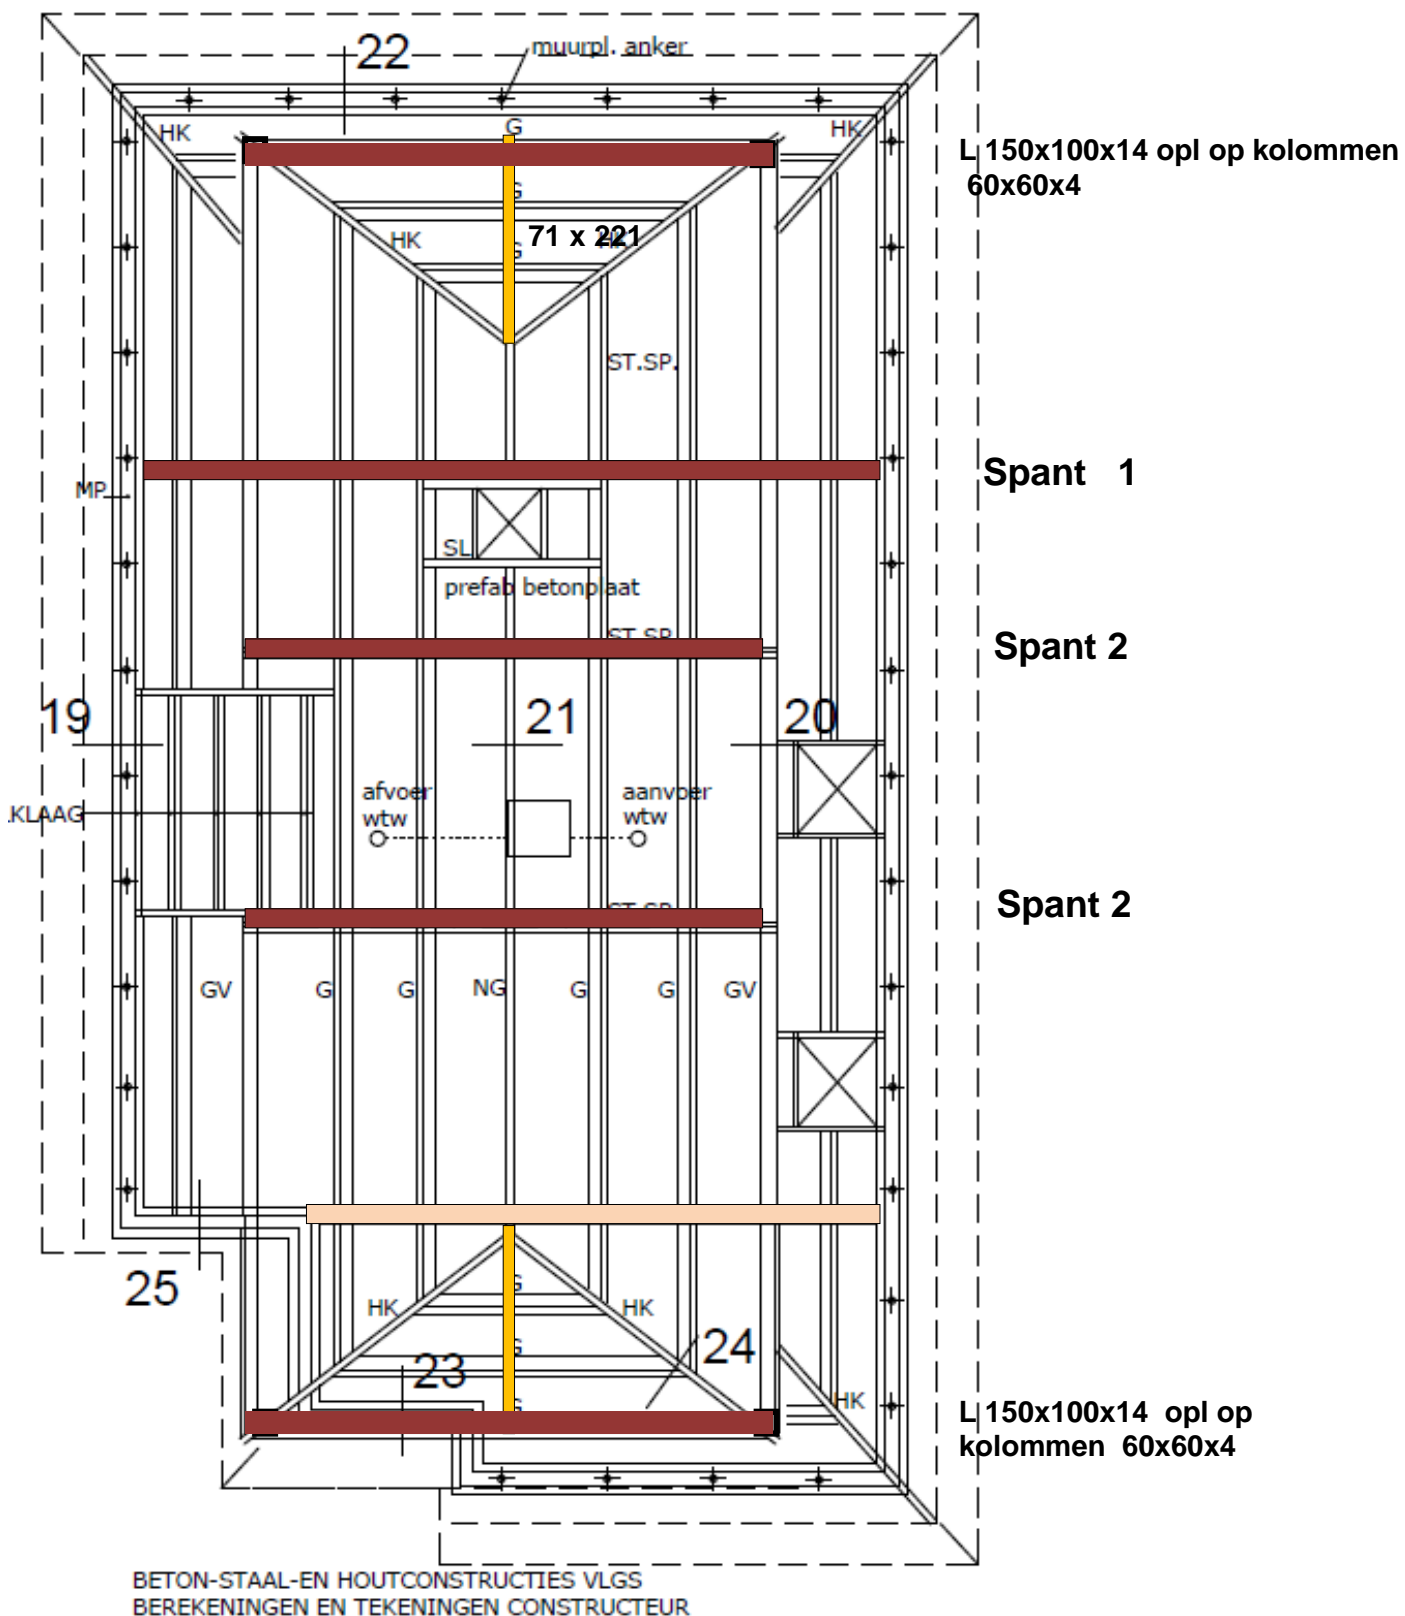 22
muurpl. anker
G
HK
HK
L 150x100x14 opl op kolommen
60x60x4
G
HK
71 x 221
HK
G
ST.SP.
Spant 1
MP
SL
prefab betonplaat
ST.SP.
Spant 2
19
21
20
afvoer
wtw
aanvoer
wtw
.KLAAG
ST.SP.
Spant 2
GV
G
G
NG
G
G
GV
25
G
HK
HK
G
23
24
G
HK
L 150x100x14 opl op
kolommen 60x60x4
BETON-STAAL-EN HOUTCONSTRUCTIES VLGS
BEREKENINGEN EN TEKENINGEN CONSTRUCTEUR